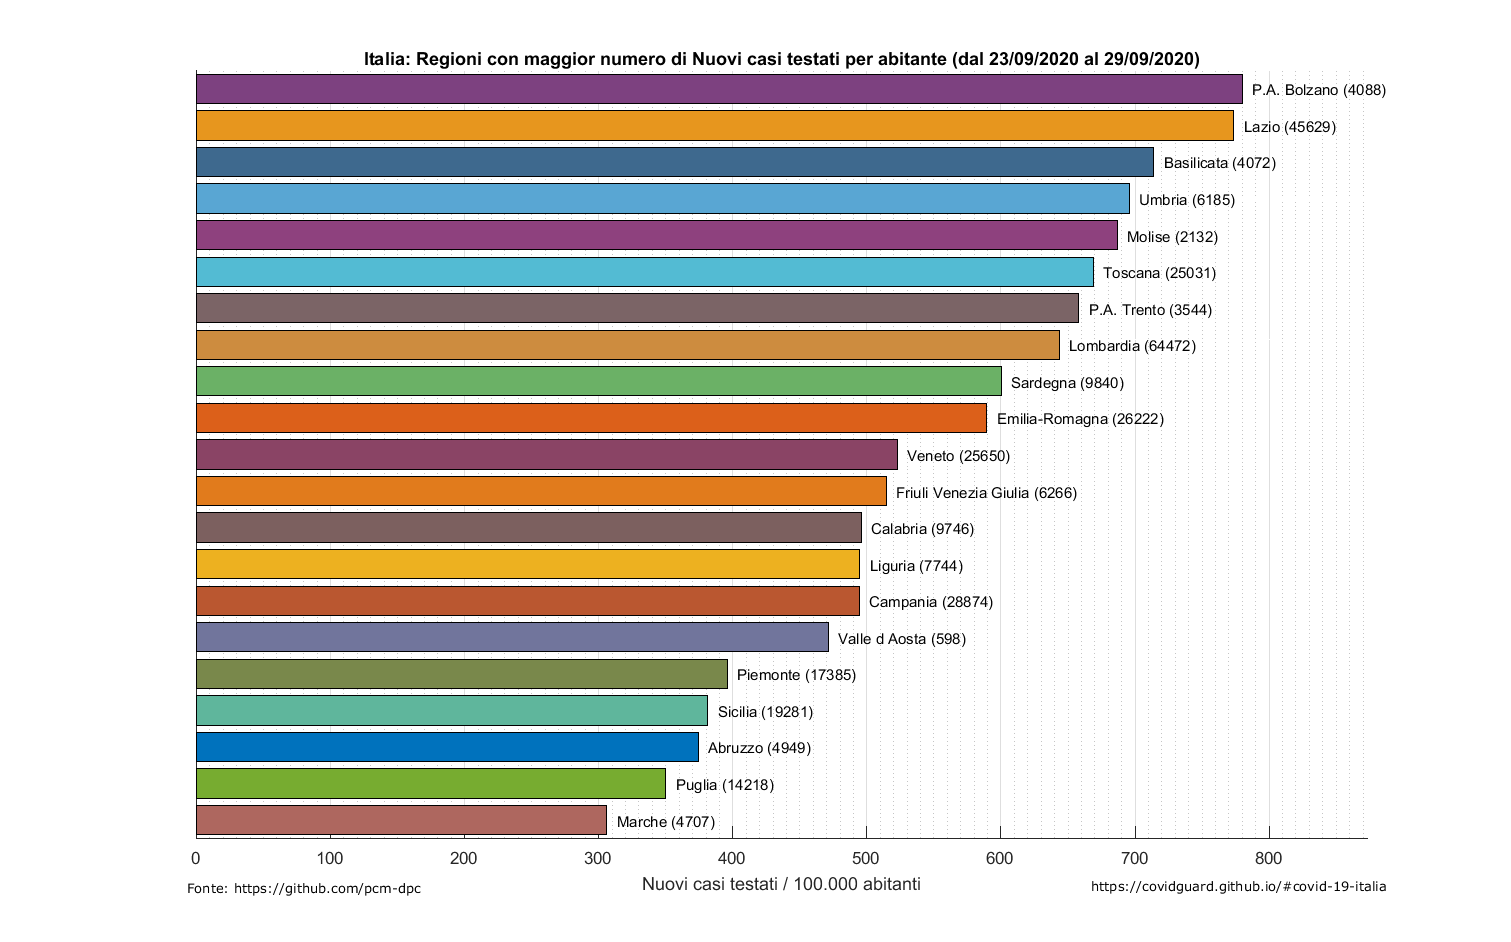 Italia: Regioni con maggior numero di Nuovi casi testati per abitante (dal 23/09/2020 al 29/09/2020)
P.A. Bolzano (4088)
Lazio (45629)
Basilicata (4072)
Umbria (6185)
Molise (2132)
Toscana (25031)
P.A. Trento (3544)
Lombardia (64472)
Sardegna (9840)
Emilia-Romagna (26222)
Veneto (25650)
Friuli Venezia Giulia (6266)
Calabria (9746)
Liguria (7744)
Campania (28874)
Valle d Aosta (598)
Piemonte (17385)
Sicilia (19281)
Abruzzo (4949)
Puglia (14218)
Marche (4707)
0 100 200 300 400 500 600 700 800
Nuovi casi testati / 100.000 abitanti
Fonte: https://github.com/pcm-dpc
https://covidguard.github.io/#covid-19-italia